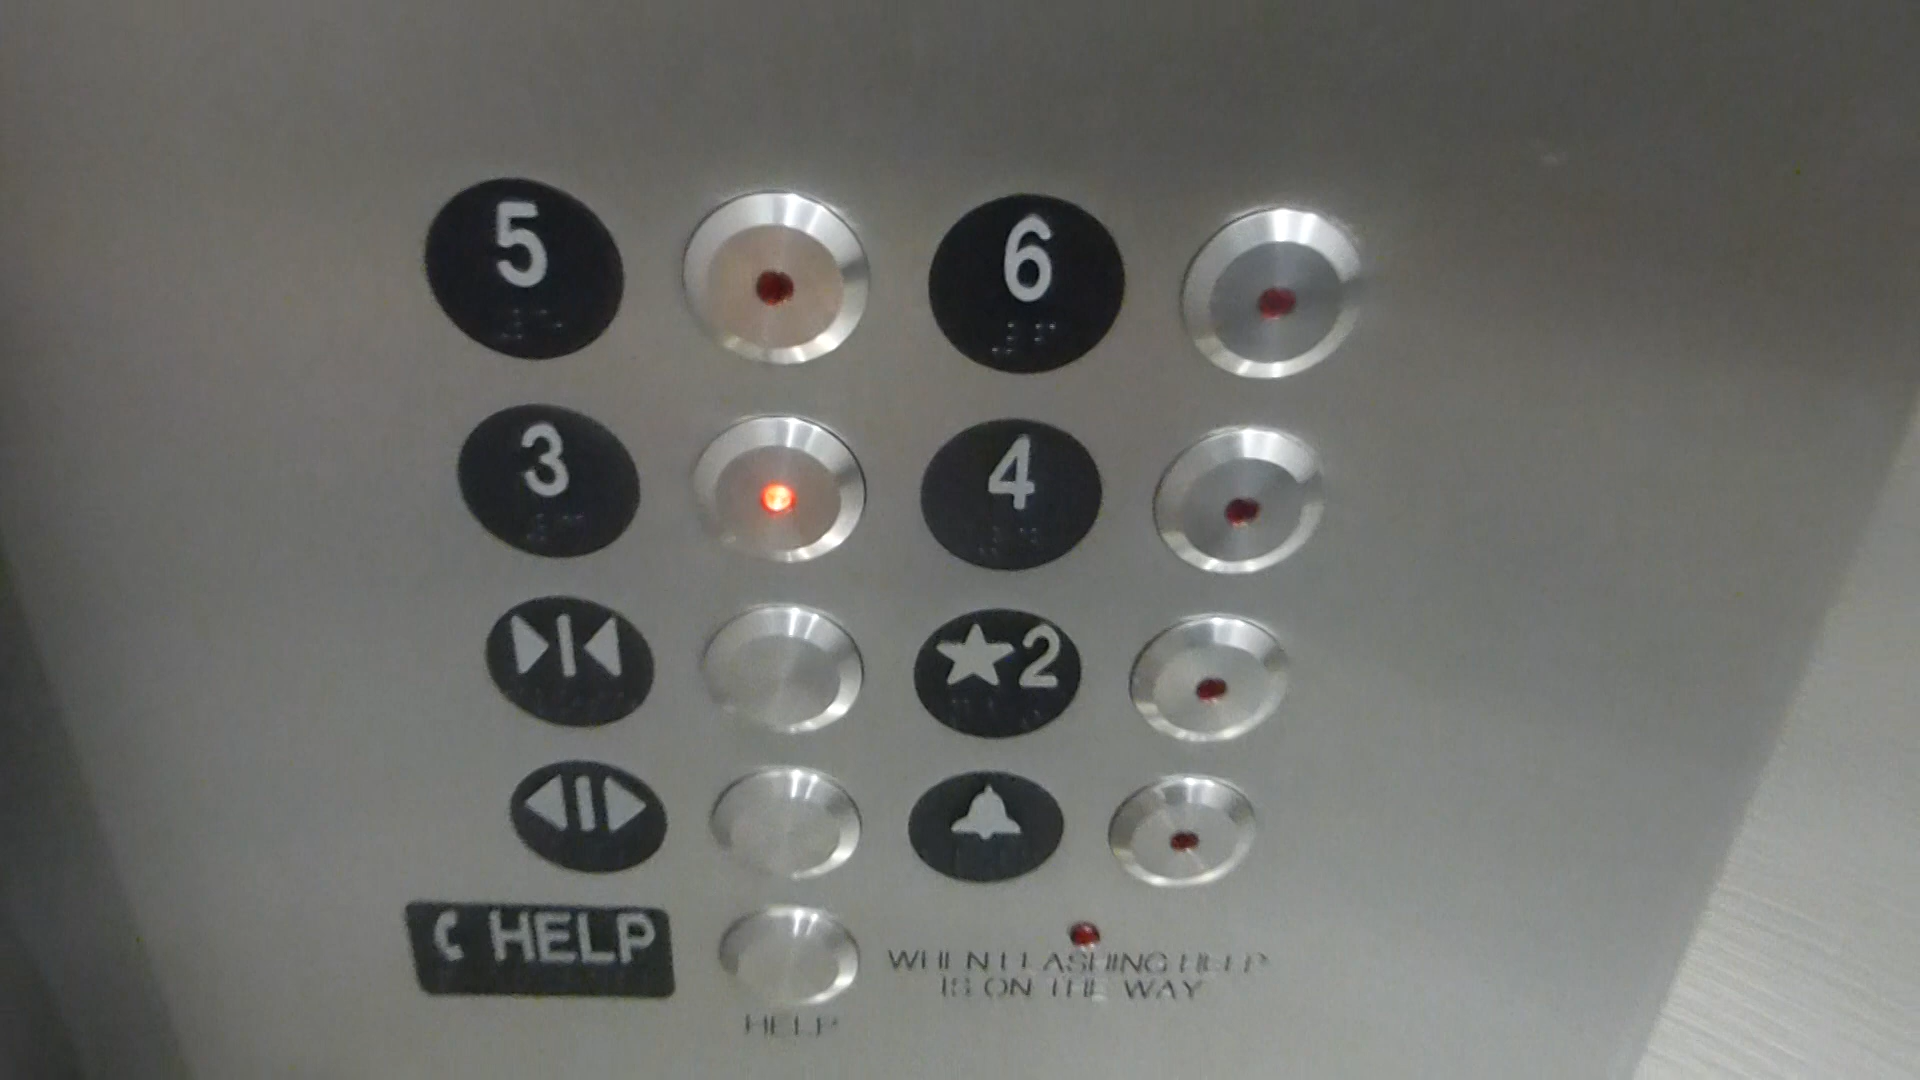 5 6
3 4
★2
HELP
WHEN FLASHING HELP
IS ON THE WAY
HELP